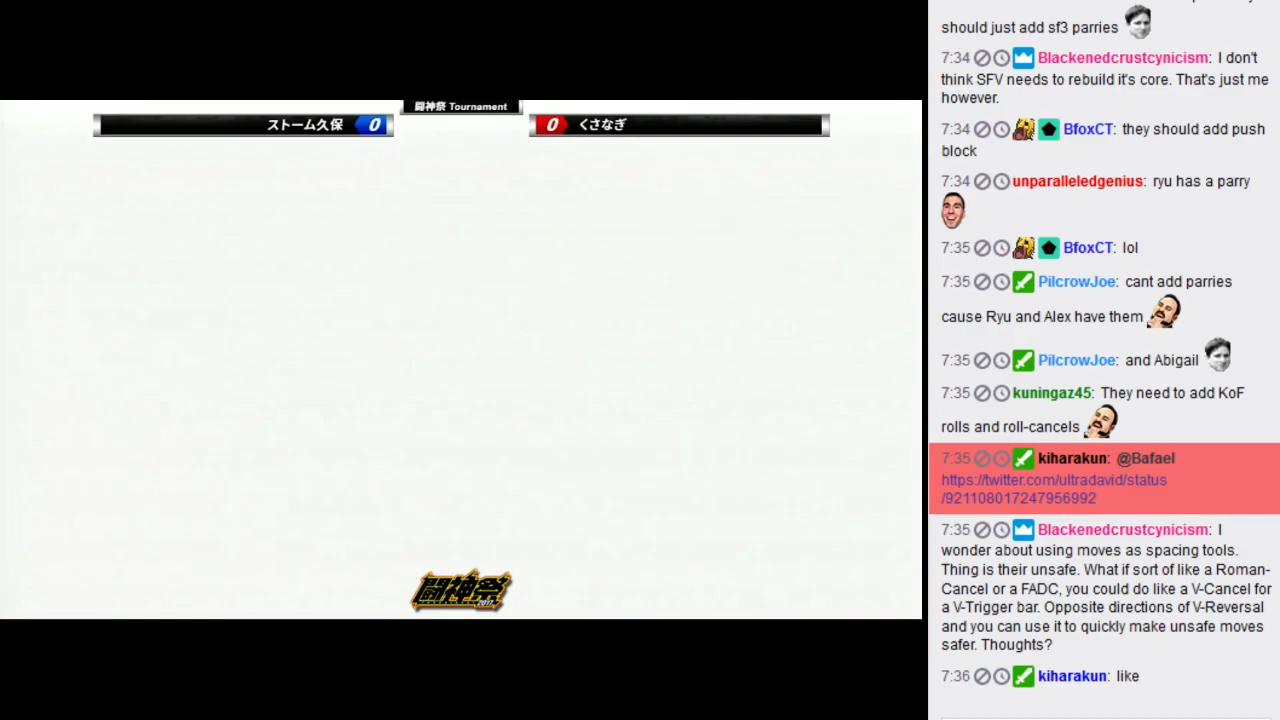 闘神祭 Tournament
ストーム久保 0
0 くさなぎ
闘神祭
2017
should just add sf3 parries
7:34 Blackenedcrustcynicism: I don't
think SFV needs to rebuild it's core. That's just me
however.
7:34 BfoxCT: they should add push
block
7:34 unparalleledgenius: ryu has a parry
7:35 BfoxCT: lol
7:35 PilcrowJoe: cant add parries
cause Ryu and Alex have them
7:35 PilcrowJoe: and Abigail
7:35 kuningaz45: They need to add KoF
rolls and roll-cancels
7:35 kiharakun: @Bafael
https://twitter.com/ultradavid/status
/921108017247956992
7:35 Blackenedcrustcynicism: I
wonder about using moves as spacing tools.
Thing is their unsafe. What if sort of like a Roman-
Cancel or a FADC, you could do like a V-Cancel for
a V-Trigger bar. Opposite directions of V-Reversal
and you can use it to quickly make unsafe moves
safer. Thoughts?
7:36 kiharakun: like